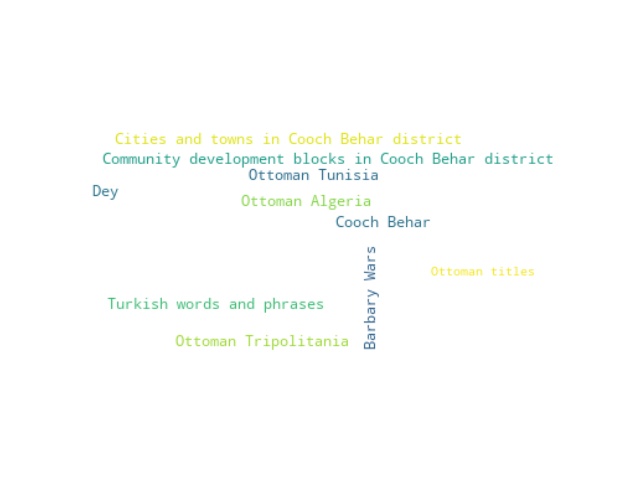 Cities and towns in Cooch Behar district
Community development blocks in Cooch Behar district
Ottoman Tunisia
Dey
Ottoman Algeria
Cooch Behar
Barbary Wars
Ottoman titles
Turkish words and phrases
Ottoman Tripolitania